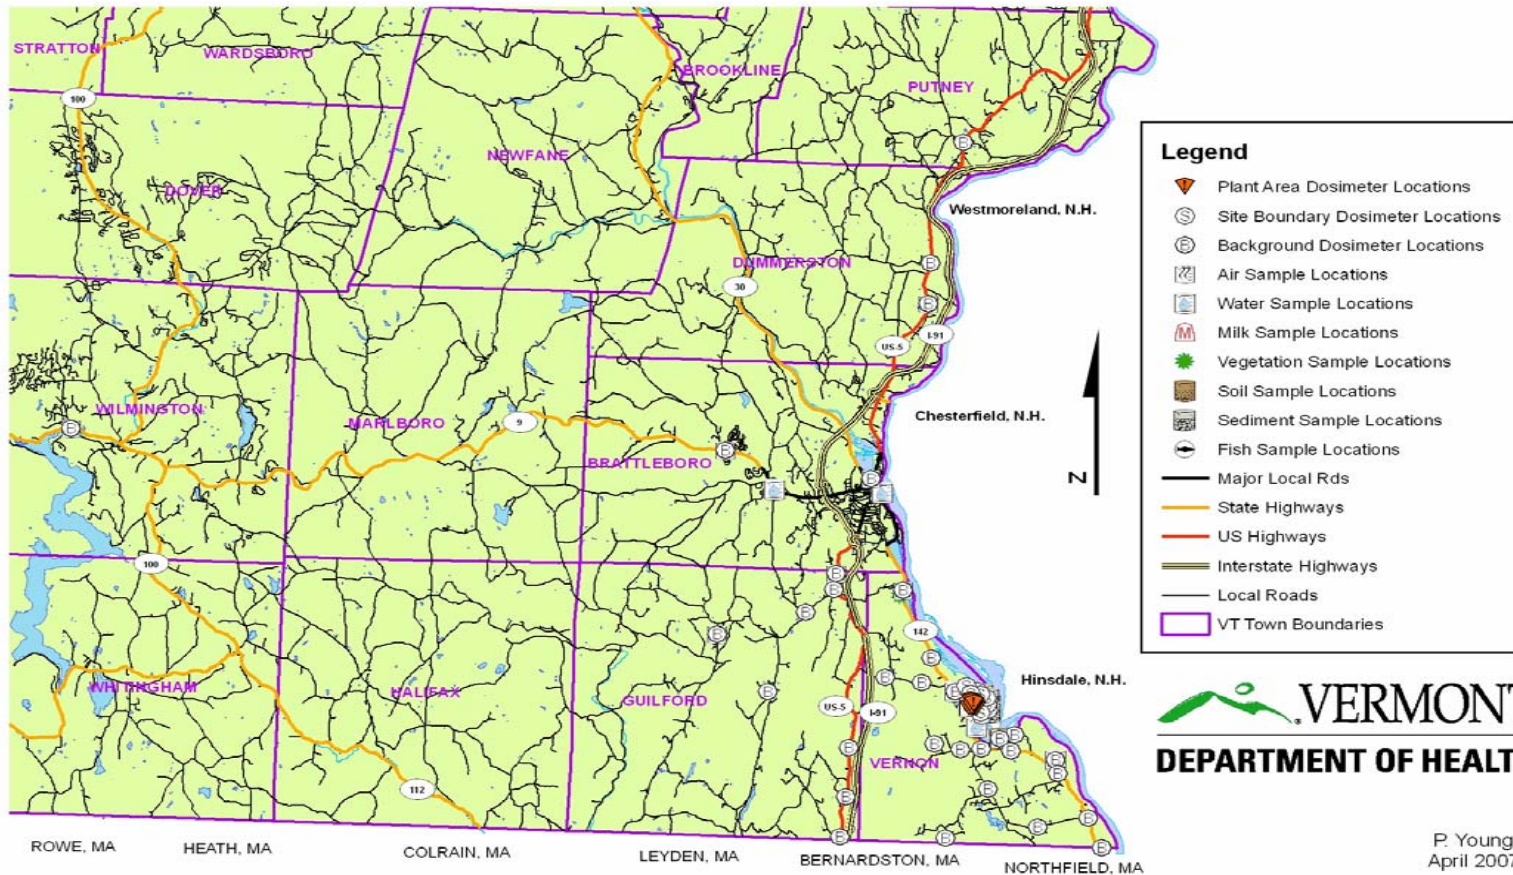 STRATTON
WARDSBORO
BROOKLINE
PUTNEY
100
NEWFANE
DOVER
Westmoreland, N.H.
DUMMERSTON
30
I-91
US-5
WILMINGTON
MARLBORO
9
Chesterfield, N.H.
BRATTLEBORO
100
142
WHITINGHAM
HALIFAX
GUILFORD
US-5
I-91
Hinsdale, N.H.
VERNON
112
ROWE, MA
HEATH, MA
COLRAIN, MA
LEYDEN, MA
BERNARDSTON, MA
NORTHFIELD, MA
N
Legend
Plant Area Dosimeter Locations
S Site Boundary Dosimeter Locations
B Background Dosimeter Locations
Air Sample Locations
Water Sample Locations
M Milk Sample Locations
Vegetation Sample Locations
Soil Sample Locations
Sediment Sample Locations
Fish Sample Locations
Major Local Rds
State Highways
US Highways
Interstate Highways
Local Roads
VT Town Boundaries
VERMONT
DEPARTMENT OF HEALT
P. Young
April 2007